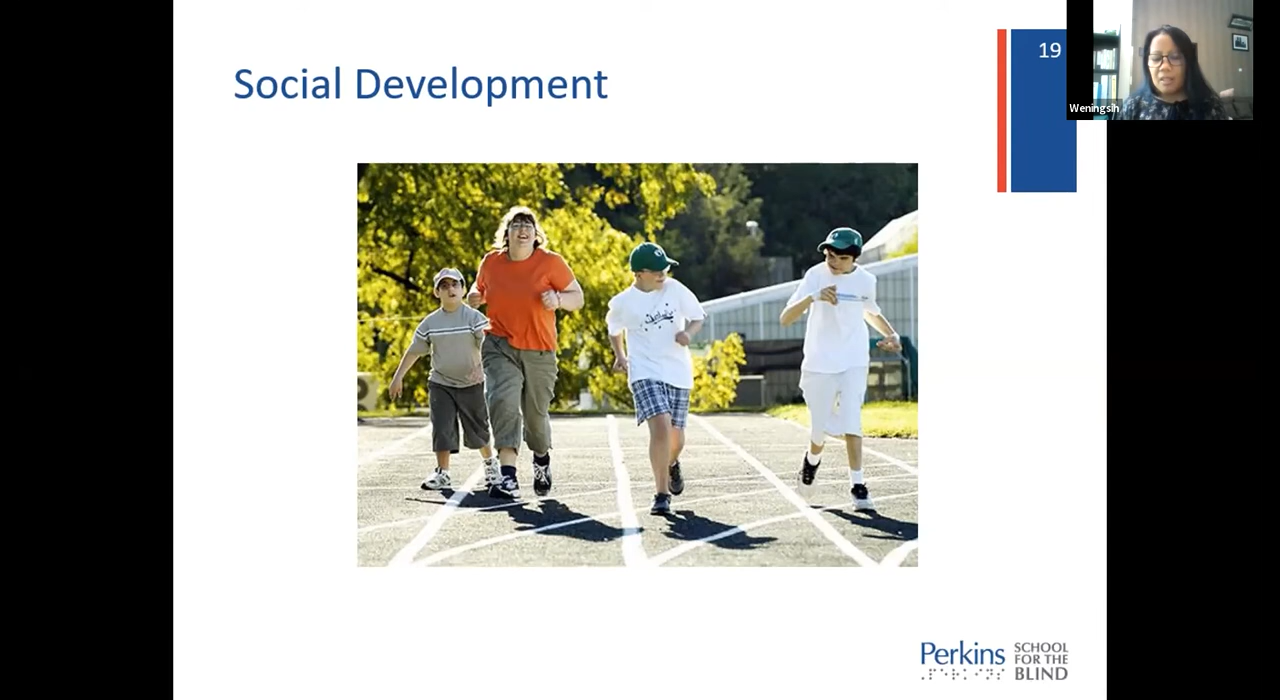 Social Development
19
Weningsih
Perkins
SCHOOL
FOR THE
BLIND